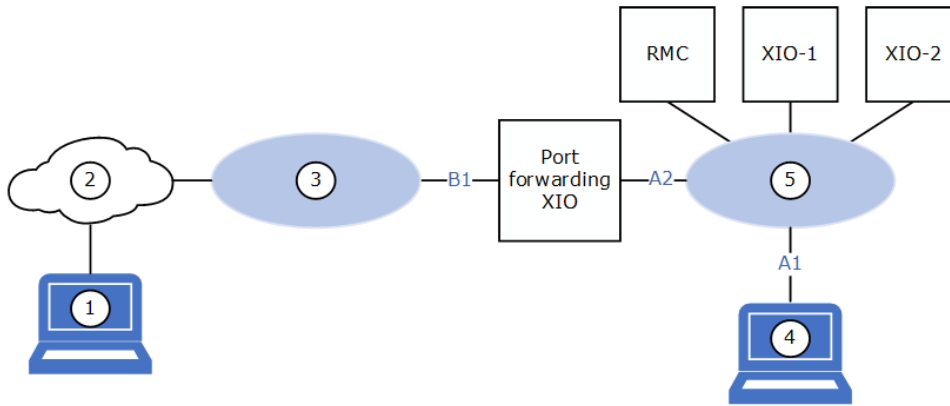 RMC
XIO-1
XIO-2
2
3
B1
Port
forwarding
XIO
A2
5
A1
1
4